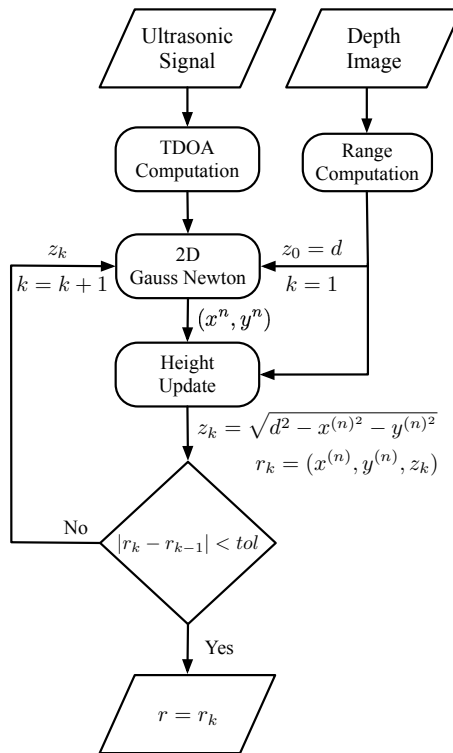 Ultrasonic
Signal
Depth
Image
TDOA
Computation
Range
Computation
z_k
k = k + 1
2D
Gauss Newton
z_0 = d
k = 1
(x^n, y^n)
Height
Update
z_k = √(d^2 − x^{(n)^2} − y^{(n)^2})
r_k = (x^{(n)}, y^{(n)}, z_k)
No
|r_k − r_{k−1}| < tol
Yes
r = r_k